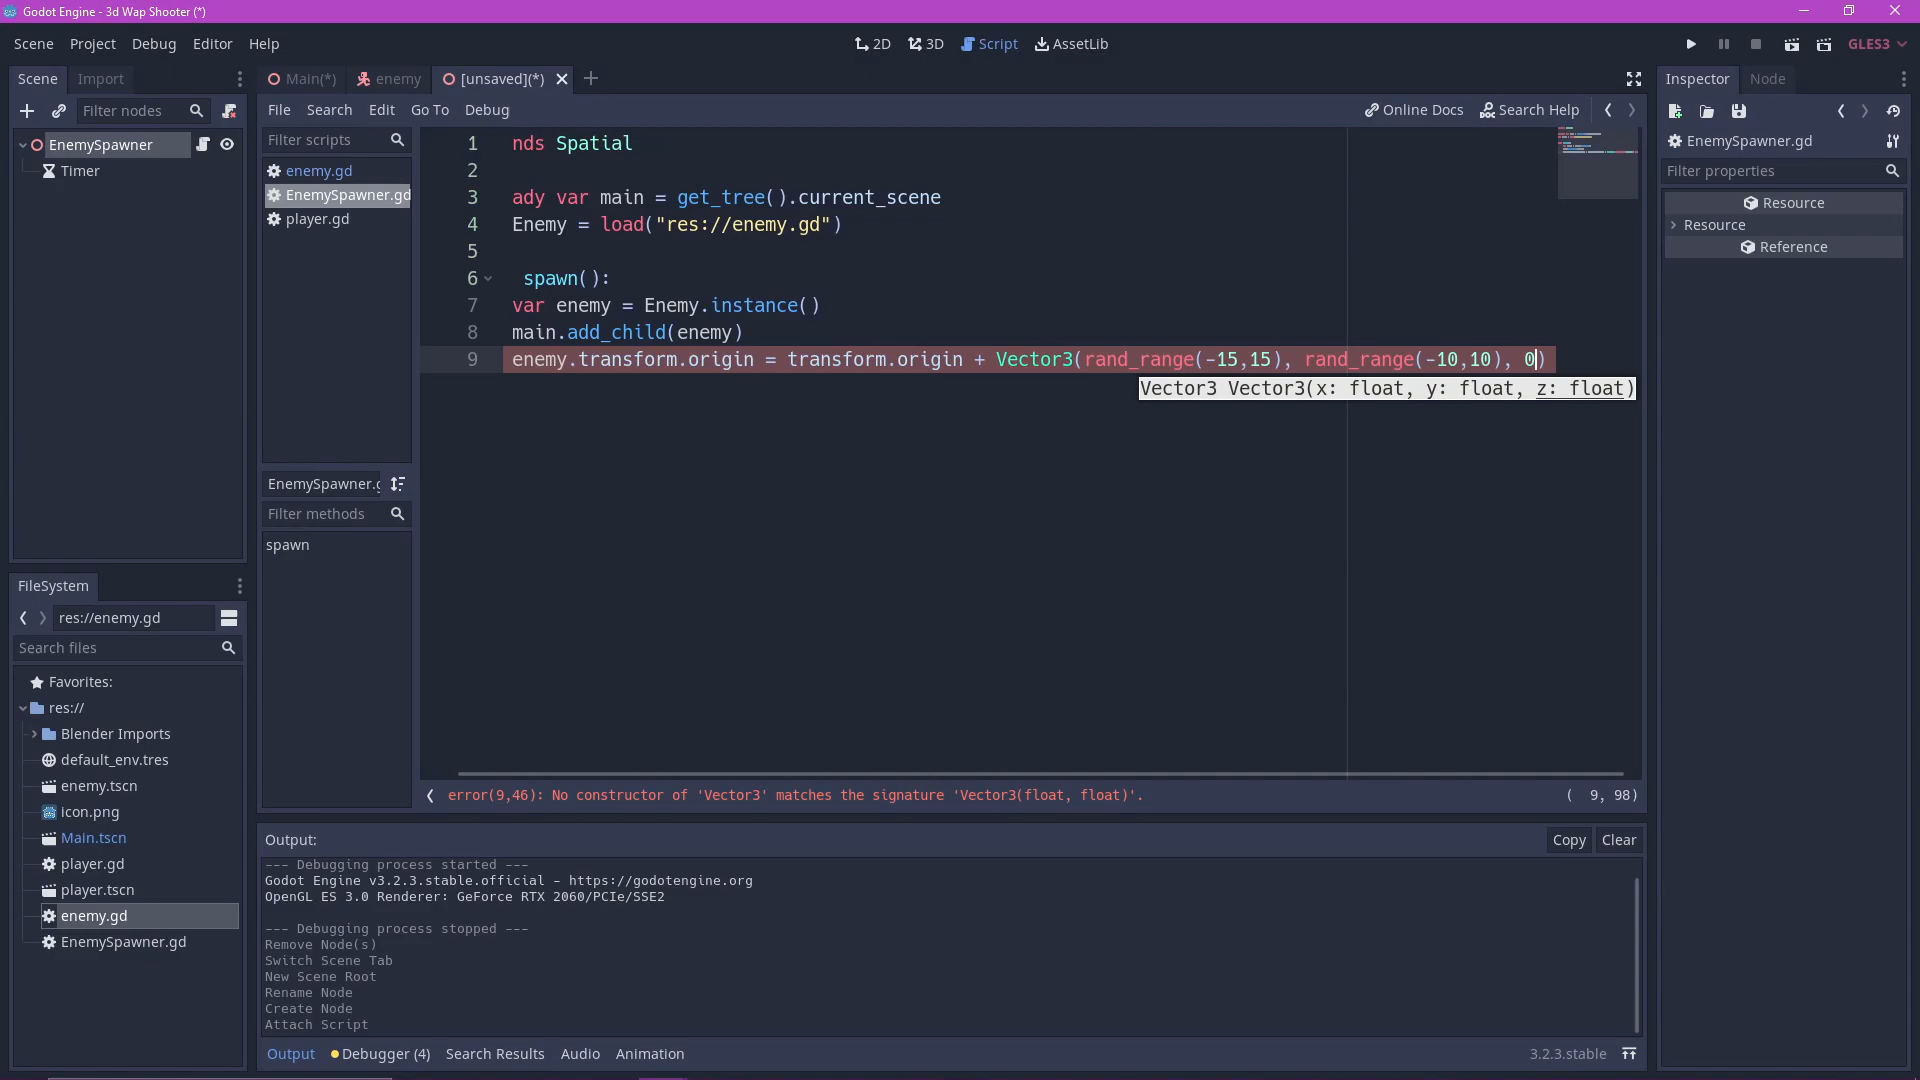 Godot Engine - 3d Wap Shooter (*)
Scene Project Debug Editor Help
2D 3D Script AssetLib
GLES3
Scene Import
Main(*) enemy [unsaved](*)
Inspector Node
Filter nodes
File Search Edit Go To Debug
Online Docs Search Help
EnemySpawner
Timer
Filter scripts
enemy.gd
EnemySpawner.gd
player.gd
EnemySpawner.g
Filter methods
spawn
1 nds Spatial
2
3 ady var main = get_tree().current_scene
4 Enemy = load("res://enemy.gd")
5
6 spawn():
7 var enemy = Enemy.instance()
8 main.add_child(enemy)
9 enemy.transform.origin = transform.origin + Vector3(rand_range(-15,15), rand_range(-10,10), 0)
Vector3 Vector3(x: float, y: float, z: float)
error(9,46): No constructor of 'Vector3' matches the signature 'Vector3(float, float)'.
( 9, 98)
EnemySpawner.gd
Filter properties
Resource
Resource
Reference
FileSystem
res://enemy.gd
Search files
Favorites:
res://
Blender Imports
default_env.tres
enemy.tscn
icon.png
Main.tscn
player.gd
player.tscn
enemy.gd
EnemySpawner.gd
Output:
Copy Clear
--- Debugging process started ---
Godot Engine v3.2.3.stable.official - https://godotengine.org
OpenGL ES 3.0 Renderer: GeForce RTX 2060/PCIe/SSE2
--- Debugging process stopped ---
Remove Node(s)
Switch Scene Tab
New Scene Root
Rename Node
Create Node
Attach Script
Output Debugger (4) Search Results Audio Animation
3.2.3.stable